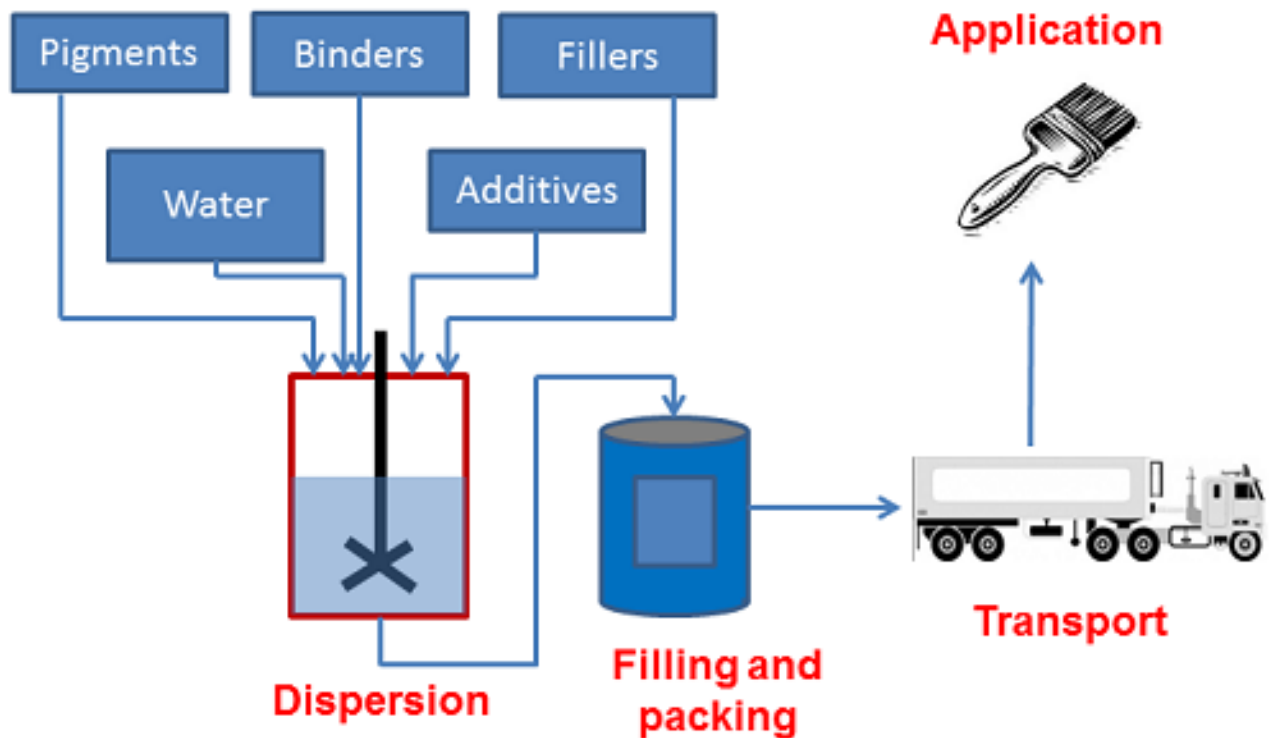 Pigments
Binders
Fillers
Application
Water
Additives
Dispersion
Filling and
packing
Transport